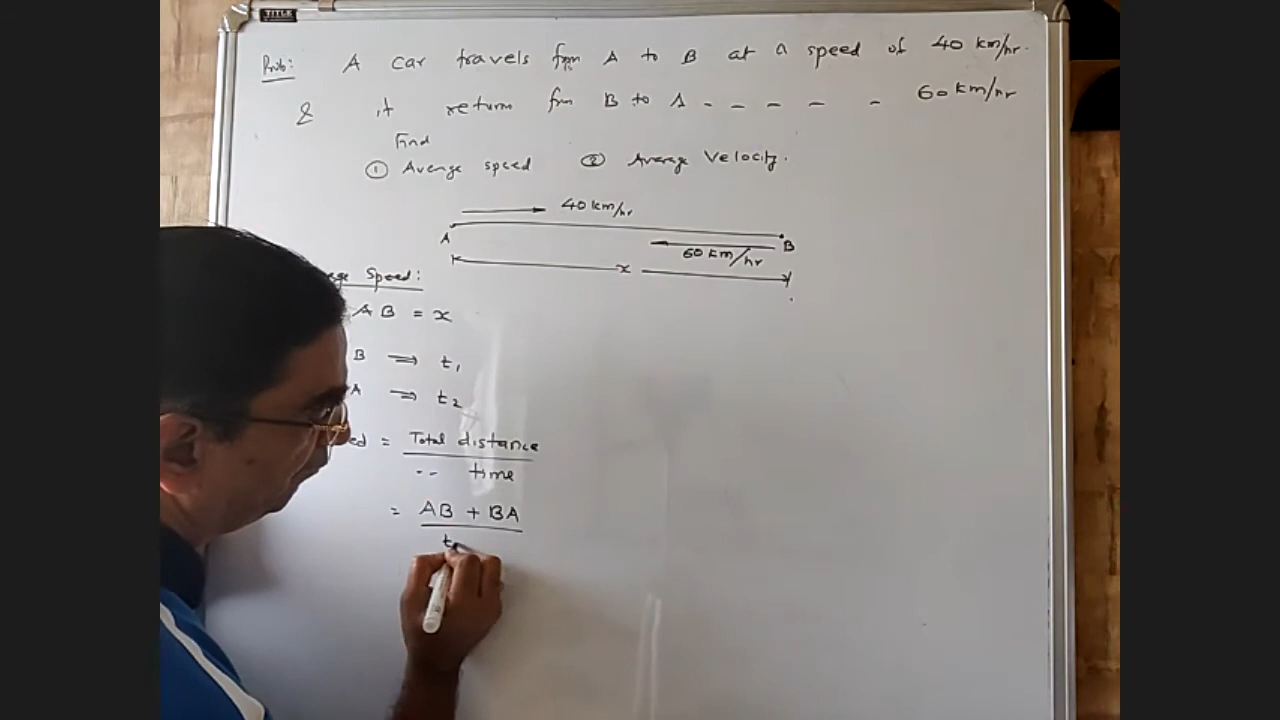 TITLE
Prob: A car travels from A to B at a speed of 40 km/hr.
& it return from B to A - - - - - 60 km/hr
Find
① Average speed ② Average Velocity.
40 km/hr
A B
60 km/hr
x
Speed:
AB = x
B ⟹ t₁
A ⟹ t₂
= Total distance
-- time
= AB + BA
t